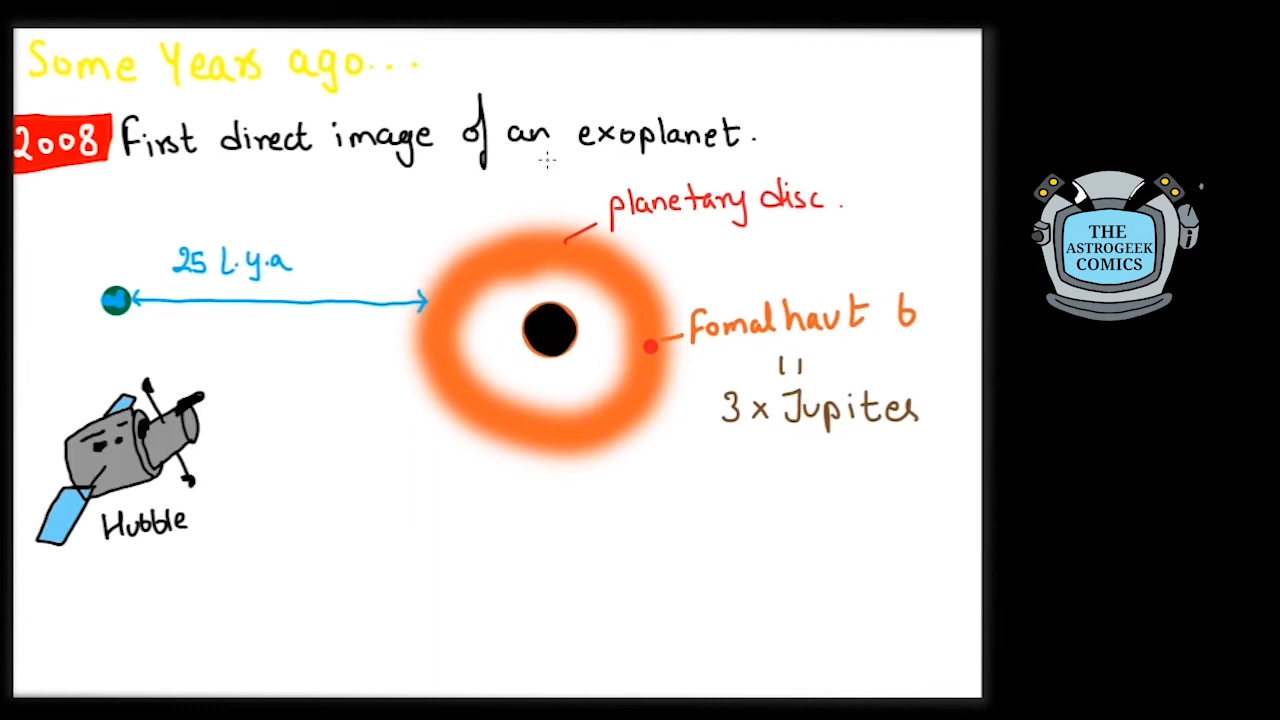 Some Years ago...
2008 First direct image of an exoplanet.
planetary disc.
25 L.y.a
Fomalhaut b
=
3 x Jupiter
Hubble
THE
ASTROGEEK
COMICS